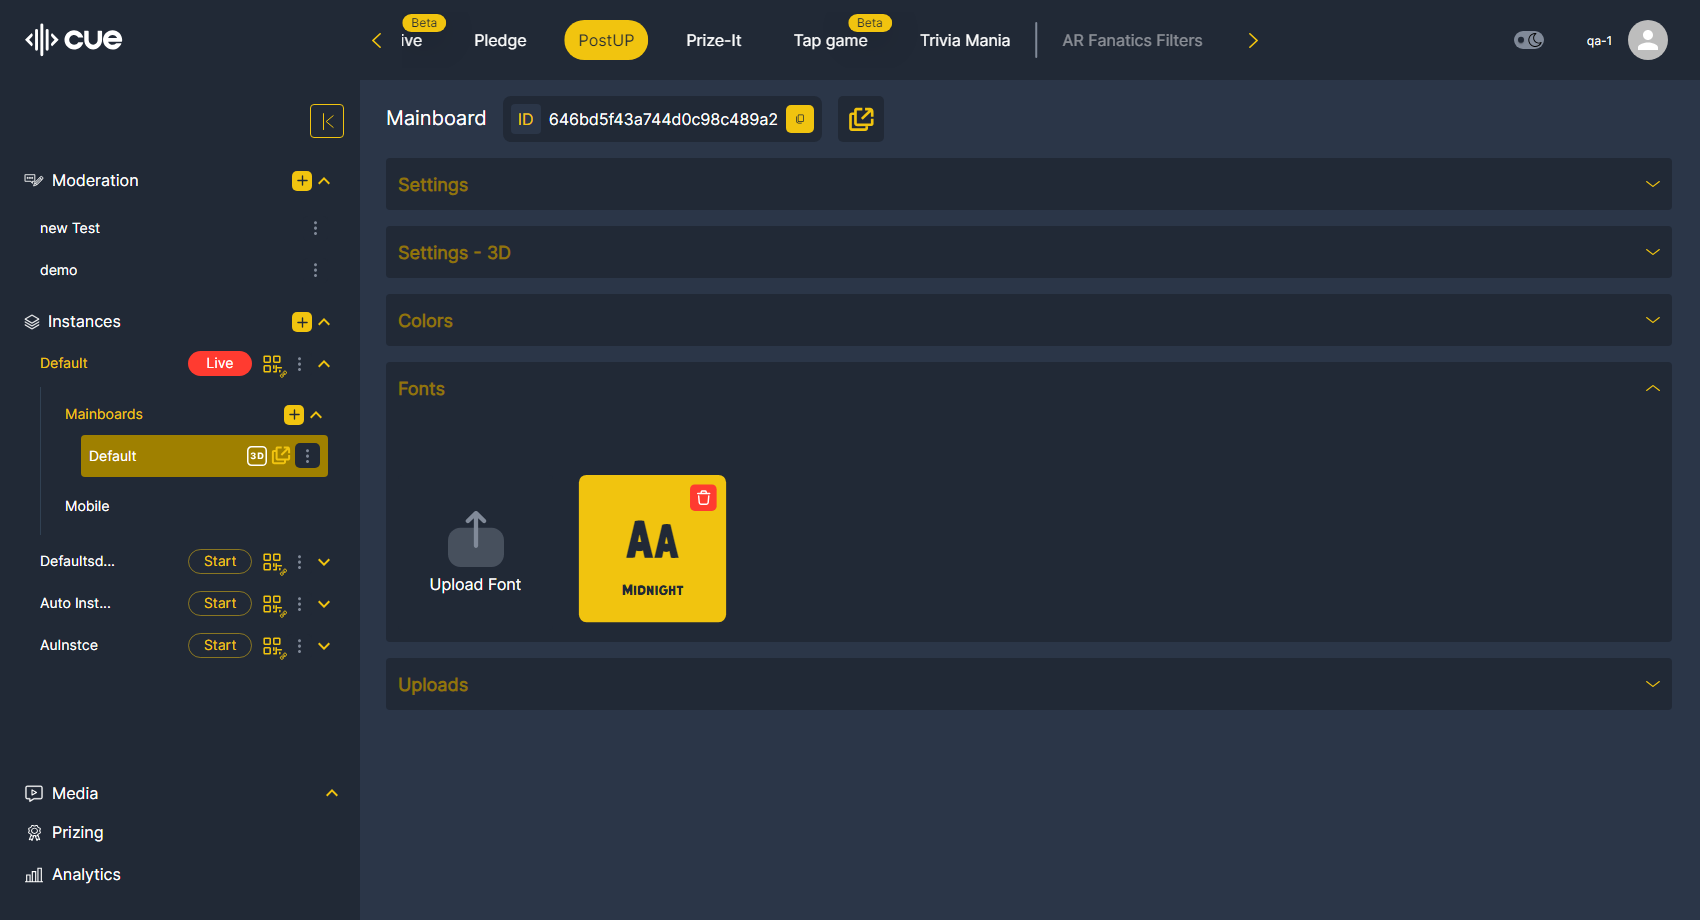 cue
Beta
ive
Pledge
PostUP
Prize-It
Beta
Tap game
Trivia Mania
AR Fanatics Filters
qa-1
Moderation
new Test
demo
Instances
Default
Live
Mainboards
Default
3D
Mobile
Defaultsd...
Start
Auto Inst...
Start
AuInstce
Start
Media
Prizing
Analytics
Mainboard
ID 646bd5f43a744d0c98c489a2
Settings
Settings - 3D
Colors
Fonts
Upload Font
AA
MIDNIGHT
Uploads